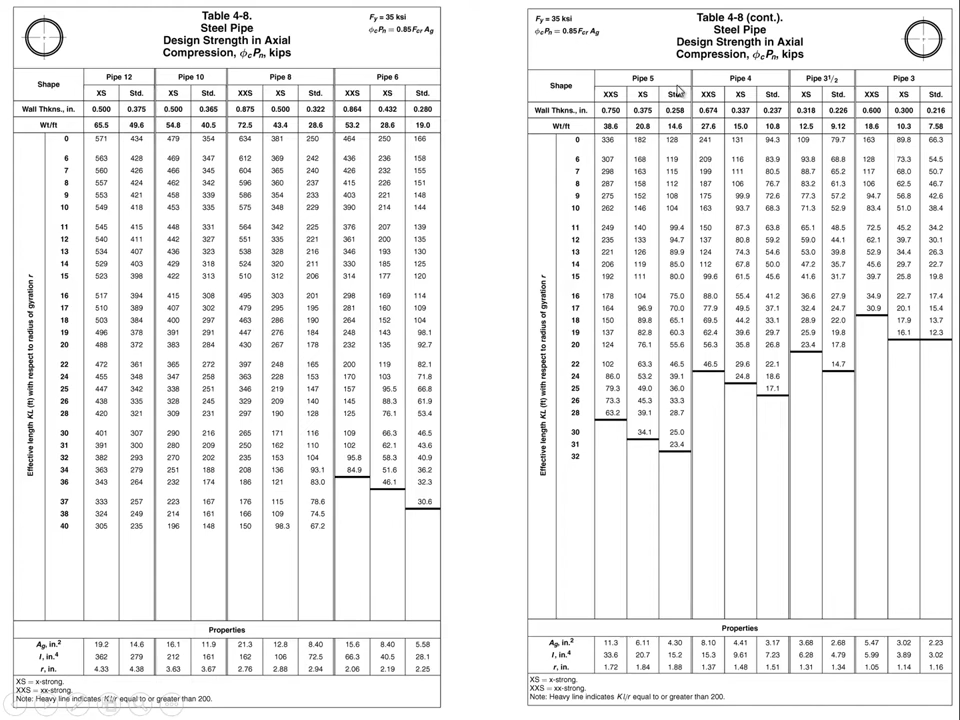 Table 4-8.
Steel Pipe
Design Strength in Axial
Compression, ϕcPn, kips
Fy = 35 ksi
ϕcPn = 0.85Fcr Ag
Shape
Pipe 12 Pipe 10 Pipe 8 Pipe 6
XS Std. XS Std. XXS XS Std. XXS XS Std.
Wall Thkns., in. 0.500 0.375 0.500 0.365 0.875 0.500 0.322 0.864 0.432 0.280
Wt/ft 65.5 49.6 54.8 40.5 72.5 43.4 28.6 53.2 28.6 19.0
Effective length KL (ft) with respect to radius of gyration r
0 571 434 479 354 634 381 250 464 250 166
6 563 428 469 347 612 369 242 436 236 158
7 560 426 466 345 604 365 240 426 232 155
8 557 424 462 342 596 360 237 415 226 151
9 553 421 458 339 586 354 233 403 221 148
10 549 418 453 335 575 348 229 390 214 144
11 545 415 448 331 564 342 225 376 207 139
12 540 411 442 327 551 335 221 361 200 135
13 534 407 436 323 538 328 216 346 193 130
14 529 403 429 318 524 320 211 330 185 125
15 523 398 422 313 510 312 206 314 177 120
16 517 394 415 308 495 303 201 298 169 114
17 510 389 407 302 479 295 195 281 160 109
18 503 384 400 297 463 286 190 264 152 104
19 496 378 391 291 447 276 184 248 143 98.1
20 488 372 383 284 430 267 178 232 135 92.7
22 472 361 365 272 397 248 165 200 119 82.1
24 455 348 347 258 363 228 153 170 103 71.8
25 447 342 338 251 346 219 147 157 95.5 66.8
26 438 335 328 245 329 209 140 145 88.3 61.9
28 420 321 309 231 297 190 128 125 76.1 53.4
30 401 307 290 216 265 171 116 109 66.3 46.5
31 391 300 280 209 250 162 110 102 62.1 43.6
32 382 293 270 202 235 153 104 95.8 58.3 40.9
34 363 279 251 188 208 136 93.1 84.9 51.6 36.2
36 343 264 232 174 186 121 83.0 46.1 32.3
37 333 257 223 167 176 115 78.6 30.6
38 324 249 214 161 166 109 74.5
40 305 235 196 148 150 98.3 67.2
Properties
Ag, in.2 19.2 14.6 16.1 11.9 21.3 12.8 8.40 15.6 8.40 5.58
I, in.4 362 279 212 161 162 106 72.5 66.3 40.5 28.1
r, in. 4.33 4.38 3.63 3.67 2.76 2.88 2.94 2.06 2.19 2.25
XS = x-strong.
XXS = xx-strong.
Note: Heavy line indicates Kl/r equal to or greater than 200.
Fy = 35 ksi
ϕcPn = 0.85Fcr Ag
Table 4-8 (cont.).
Steel Pipe
Design Strength in Axial
Compression, ϕcPn, kips
Shape
Pipe 5 Pipe 4 Pipe 31/2 Pipe 3
XXS XS Std. XXS XS Std. XS Std. XXS XS Std.
Wall Thkns., in. 0.750 0.375 0.258 0.674 0.337 0.237 0.318 0.226 0.600 0.300 0.216
Wt/ft 38.6 20.8 14.6 27.6 15.0 10.8 12.5 9.12 18.6 10.3 7.58
Effective length KL (ft) with respect to radius of gyration r
0 336 182 128 241 131 94.3 109 79.7 163 89.8 66.3
6 307 168 119 209 116 83.9 93.8 68.8 128 73.3 54.5
7 298 163 115 199 111 80.5 88.7 65.2 117 68.0 50.7
8 287 158 112 187 106 76.7 83.2 61.3 106 62.5 46.7
9 275 152 108 175 99.9 72.6 77.3 57.2 94.7 56.8 42.6
10 262 146 104 163 93.7 68.3 71.3 52.9 83.4 51.0 38.4
11 249 140 99.4 150 87.3 63.8 65.1 48.5 72.5 45.2 34.2
12 235 133 94.7 137 80.8 59.2 59.0 44.1 62.1 39.7 30.1
13 221 126 89.9 124 74.3 54.6 53.0 39.8 52.9 34.4 26.3
14 206 119 85.0 112 67.8 50.0 47.2 35.7 45.6 29.7 22.7
15 192 111 80.0 99.6 61.5 45.6 41.6 31.7 39.7 25.8 19.8
16 178 104 75.0 88.0 55.4 41.2 36.6 27.9 34.9 22.7 17.4
17 164 96.9 70.0 77.9 49.5 37.1 32.4 24.7 30.9 20.1 15.4
18 150 89.8 65.1 69.5 44.2 33.1 28.9 22.0 17.9 13.7
19 137 82.8 60.3 62.4 39.6 29.7 25.9 19.8 16.1 12.3
20 124 76.1 55.6 56.3 35.8 26.8 23.4 17.8
22 102 63.3 46.5 46.5 29.6 22.1 14.7
24 86.0 53.2 39.1 24.8 18.6
25 79.3 49.0 36.0 17.1
26 73.3 45.3 33.3
28 63.2 39.1 28.7
30 34.1 25.0
31 23.4
32
Properties
Ag, in.2 11.3 6.11 4.30 8.10 4.41 3.17 3.68 2.68 5.47 3.02 2.23
I, in.4 33.6 20.7 15.2 15.3 9.61 7.23 6.28 4.79 5.99 3.89 3.02
r, in. 1.72 1.84 1.88 1.37 1.48 1.51 1.31 1.34 1.05 1.14 1.16
XS = x-strong.
XXS = xx-strong.
Note: Heavy line indicates Kl/r equal to or greater than 200.